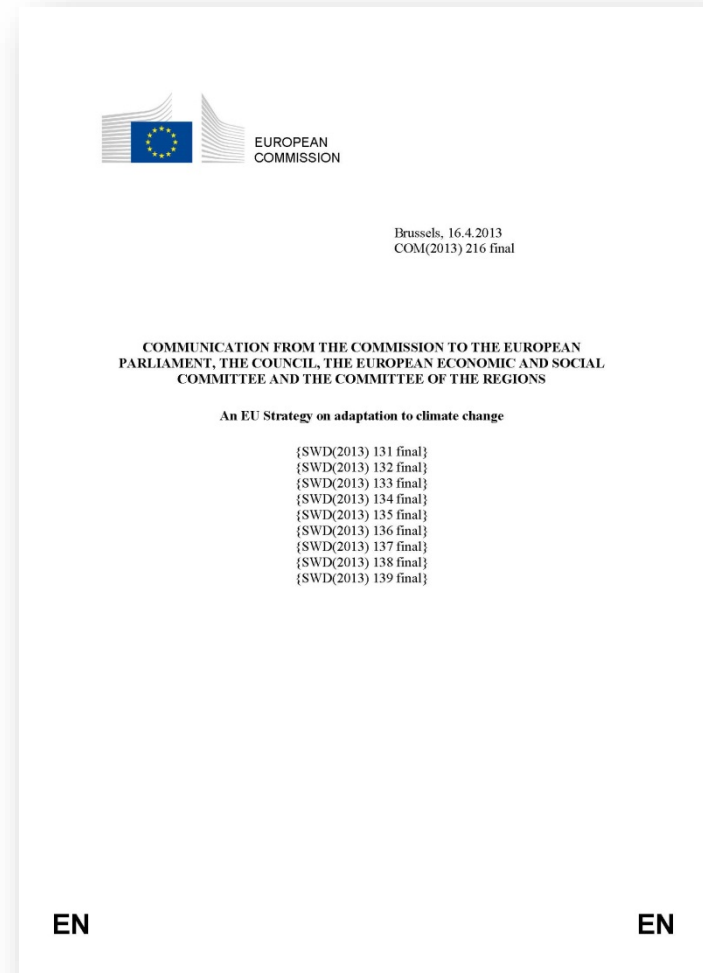 EUROPEAN
COMMISSION
Brussels, 16.4.2013
COM(2013) 216 final
COMMUNICATION FROM THE COMMISSION TO THE EUROPEAN
PARLIAMENT, THE COUNCIL, THE EUROPEAN ECONOMIC AND SOCIAL
COMMITTEE AND THE COMMITTEE OF THE REGIONS
An EU Strategy on adaptation to climate change
{SWD(2013) 131 final}
{SWD(2013) 132 final}
{SWD(2013) 133 final}
{SWD(2013) 134 final}
{SWD(2013) 135 final}
{SWD(2013) 136 final}
{SWD(2013) 137 final}
{SWD(2013) 138 final}
{SWD(2013) 139 final}
EN EN